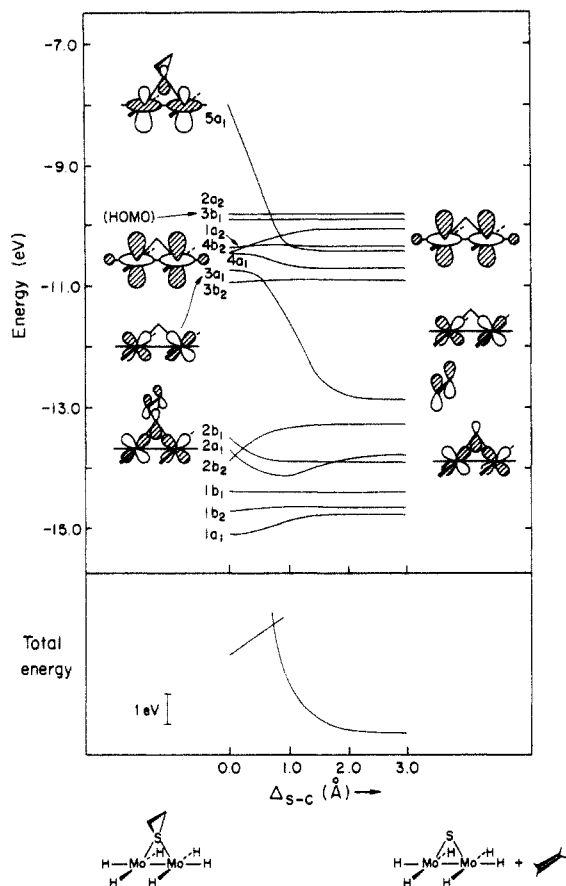 -7.0
5a₁
-9.0
2a₂
(HOMO)
3b₁
1a₂
4b₂
4a₁
Energy (eV)
-11.0
3a₁
3b₂
-13.0
2b₁
2a₁
2b₂
1b₁
1b₂
-15.0
1a₁
Total
energy
1 eV
0.0 1.0 2.0 3.0
Δ S-C (Å)
S
H H
H Mo Mo H
H H
S
H H
H Mo Mo H +
H H